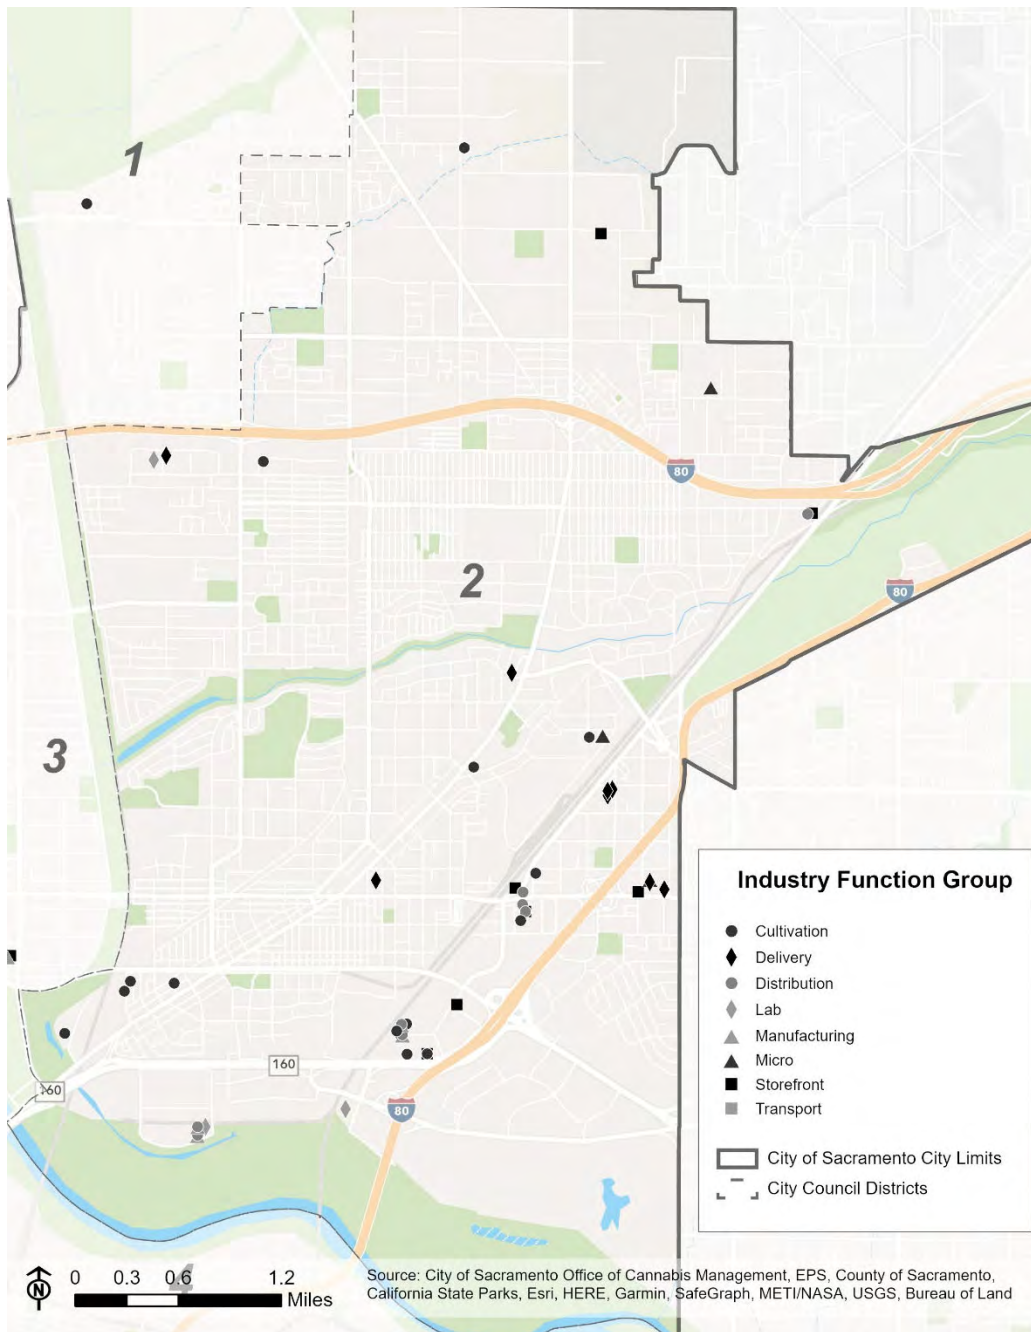 1
80
2
80
3
Industry Function Group
Cultivation
Delivery
Distribution
Lab
Manufacturing
Micro
Storefront
Transport
City of Sacramento City Limits
City Council Districts
160
160
80
4
N
0 0.3 0.6 1.2
Miles
Source: City of Sacramento Office of Cannabis Management, EPS, County of Sacramento,
California State Parks, Esri, HERE, Garmin, SafeGraph, METI/NASA, USGS, Bureau of Land